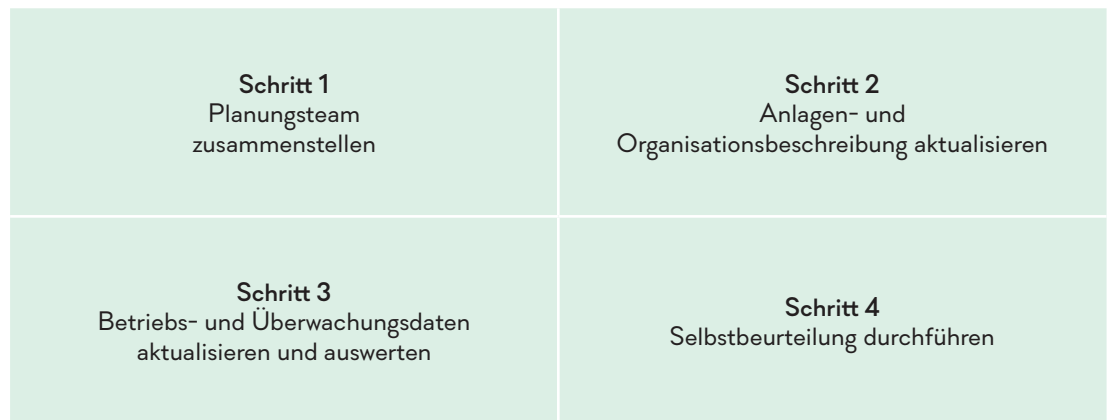 Schritt 1
Planungsteam
zusammenstellen
Schritt 2
Anlagen- und
Organisationsbeschreibung aktualisieren
Schritt 3
Betriebs- und Überwachungsdaten
aktualisieren und auswerten
Schritt 4
Selbstbeurteilung durchführen